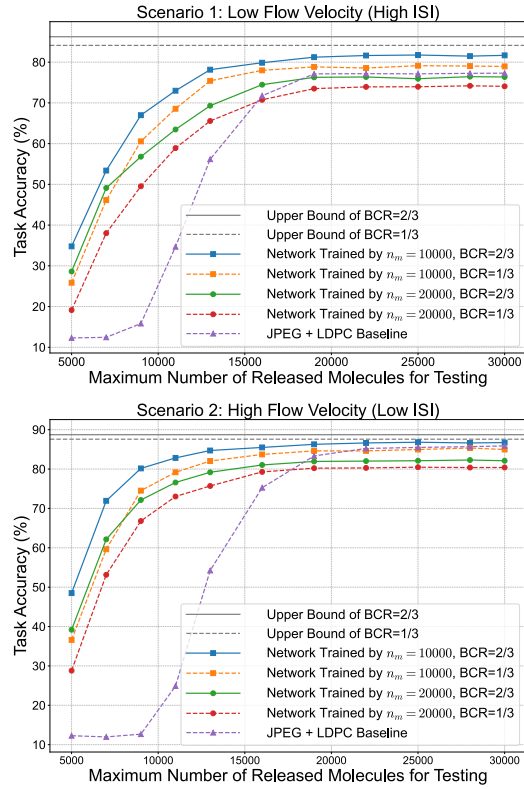 Scenario 1: Low Flow Velocity (High ISI)
80
70
60
50
40
30
20
10
Task Accuracy (%)
Upper Bound of BCR=2/3
Upper Bound of BCR=1/3
Network Trained by n_m = 10000, BCR=2/3
Network Trained by n_m = 10000, BCR=1/3
Network Trained by n_m = 20000, BCR=2/3
Network Trained by n_m = 20000, BCR=1/3
JPEG + LDPC Baseline
5000 10000 15000 20000 25000 30000
Maximum Number of Released Molecules for Testing
Scenario 2: High Flow Velocity (Low ISI)
90
80
70
60
50
40
30
20
10
Task Accuracy (%)
Upper Bound of BCR=2/3
Upper Bound of BCR=1/3
Network Trained by n_m = 10000, BCR=2/3
Network Trained by n_m = 10000, BCR=1/3
Network Trained by n_m = 20000, BCR=2/3
Network Trained by n_m = 20000, BCR=1/3
JPEG + LDPC Baseline
5000 10000 15000 20000 25000 30000
Maximum Number of Released Molecules for Testing